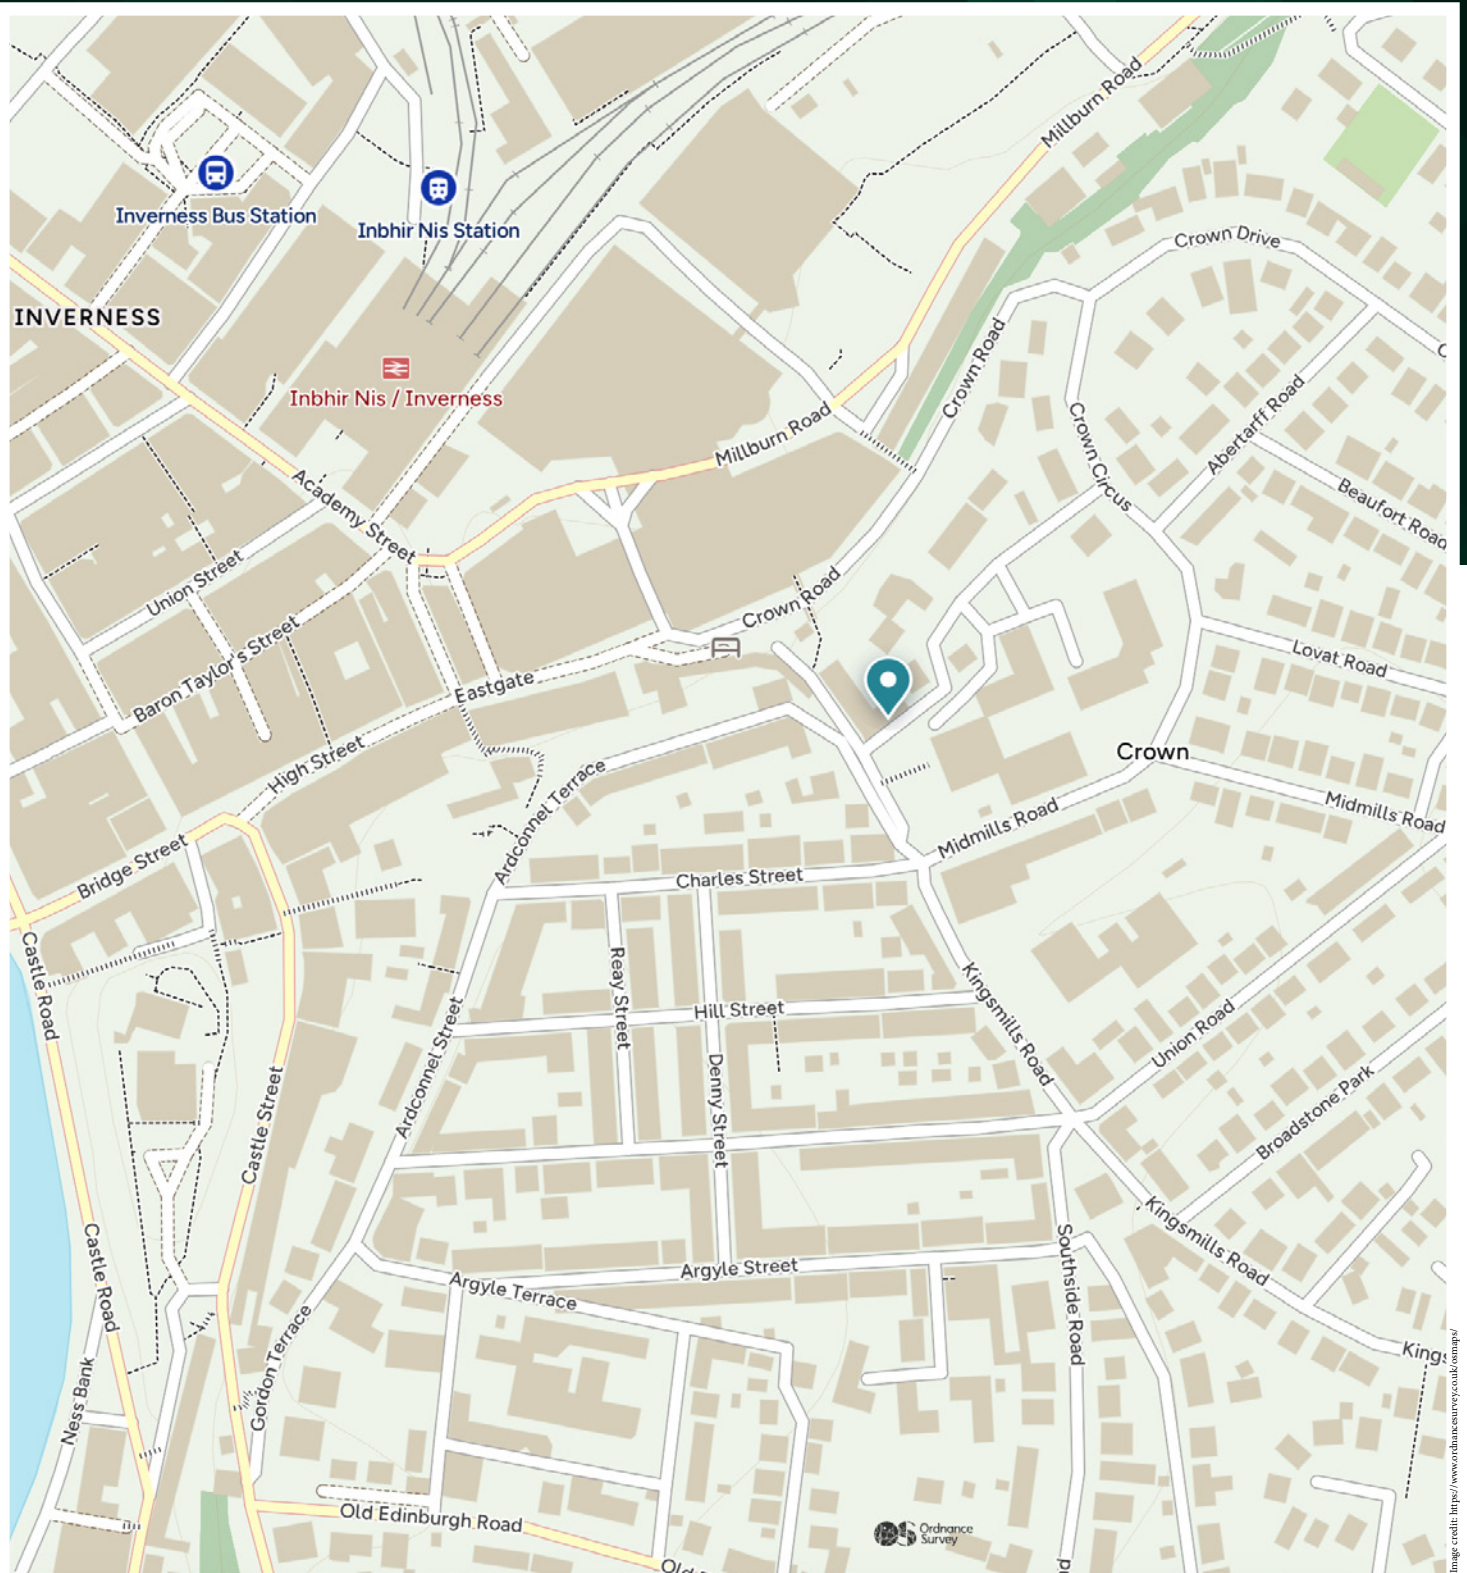 Millburn Road
Inverness Bus Station
Inbhir Nis Station
Crown Drive
INVERNESS
Crown Road
Inbhir Nis / Inverness
Abertarff Road
Millburn Road
Crown Circus
Beaufort Road
Academy Street
Union Street
Crown Road
Baron Taylor's Street
Lovat Road
Eastgate
High Street
Crown
Ardconnel Terrace
Midmills Road
Midmills Road
Bridge Street
Charles Street
Castle Road
Reay Street
Hill Street
Kingsmills Road
Union Road
Ardconnel Street
Denny Street
Castle Street
Broadstone Park
Castle Road
Kingsmills Road
Southside Road
Argyle Street
Argyle Terrace
Gordon Terrace
Kings
Ness Bank
Old Edinburgh Road
Ordnance
Survey
Old
Image credit: https://www.ordnancesurvey.co.uk/osmaps/